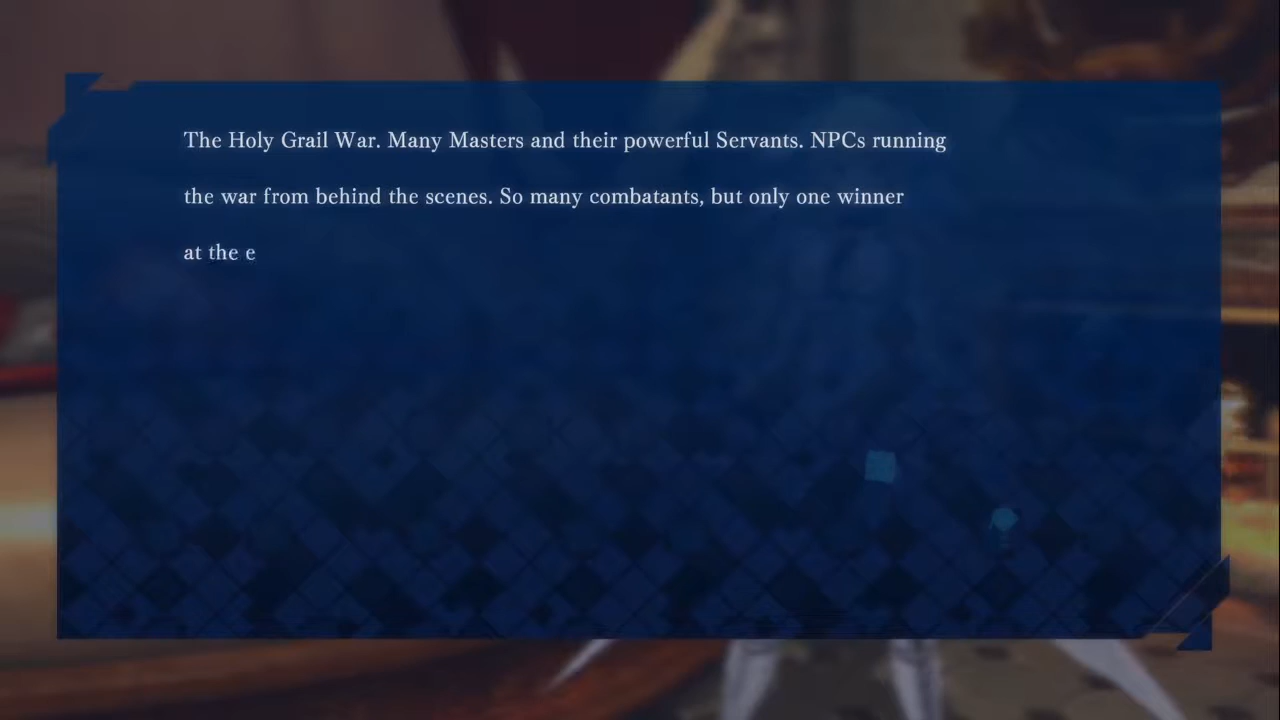 The Holy Grail War. Many Masters and their powerful Servants. NPCs running
the war from behind the scenes. So many combatants, but only one winner
at the e